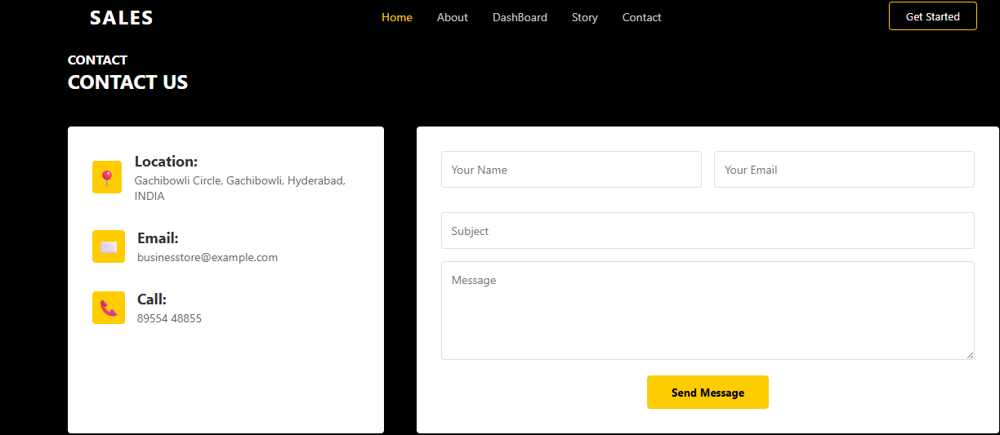 SALES
Home
About
DashBoard
Story
Contact
Get Started
CONTACT
CONTACT US
Location:
Gachibowli Circle, Gachibowli, Hyderabad,
INDIA
Email:
businesstore@example.com
Call:
89554 48855
Your Name
Your Email
Subject
Message
Send Message